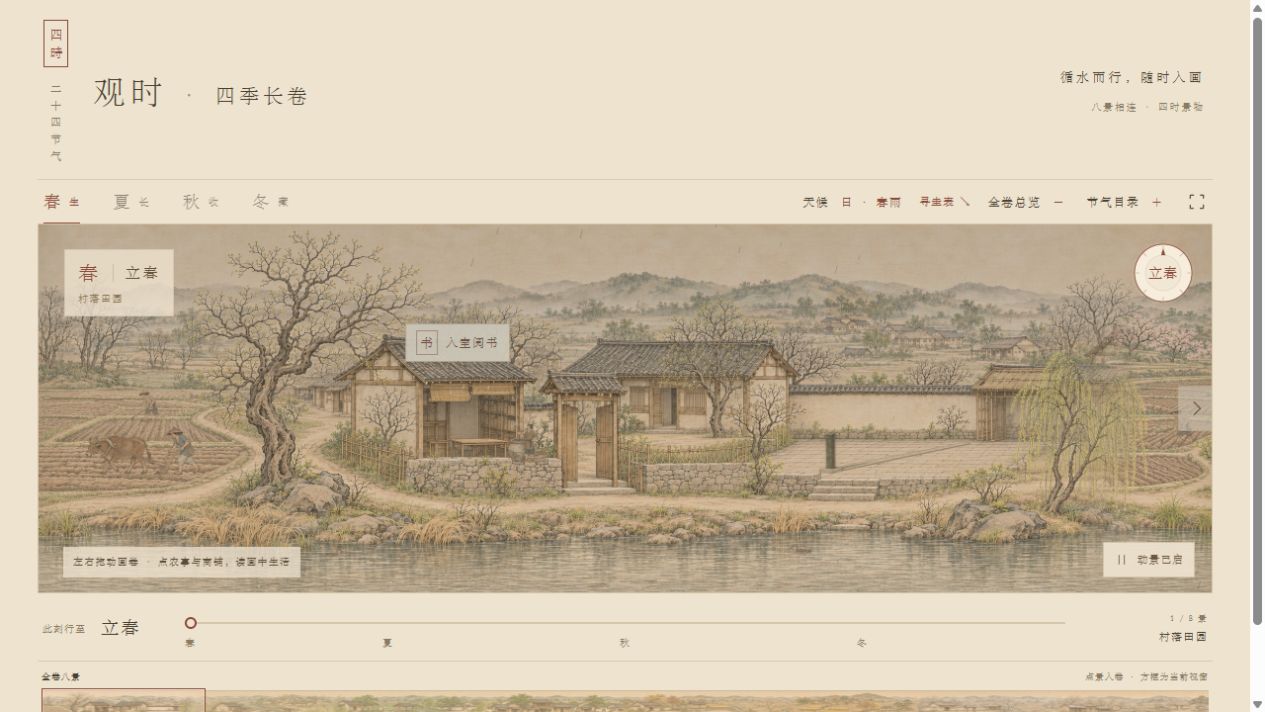 四時
二十四节气
观时 · 四季长卷
循水而行，随时入画
八景相连 · 四时景物
春 生
夏 长
秋 收
冬 藏
天候 日 · 春雨
寻虫衰 ↘
全卷总览 −
节气目录 +
春 立春
村落田园
立春
书 入室阅书
左右拖动画卷 · 点农事与商铺，读画中生活
动景已启
此刻行至 立春
春
夏
秋
冬
1 / 8 景
村落田园
全卷八景
点景入卷 · 方框为当前视窗